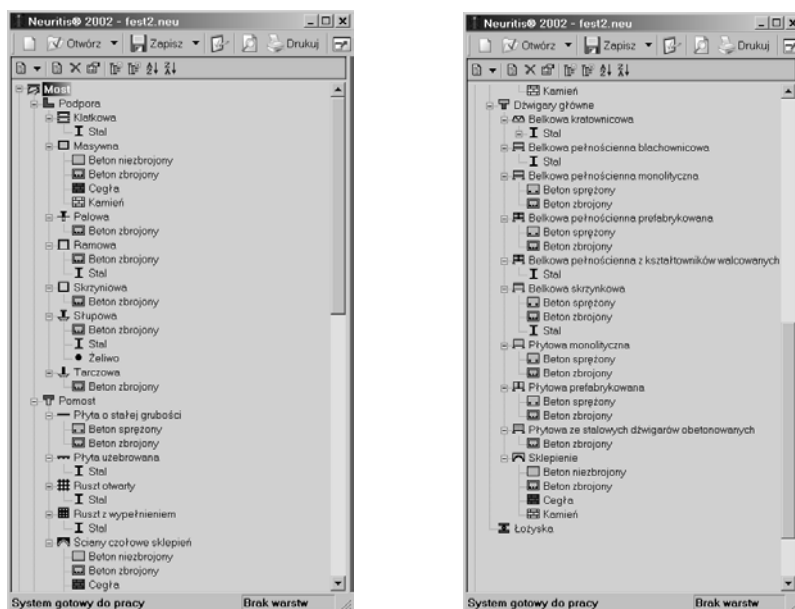 Neuritis® 2002 - fest2.neu
Otwórz Zapisz Drukuj
Most
Podpora
Klatkowa
Stal
Masywna
Beton niezbrojony
Beton zbrojony
Cegła
Kamień
Palowa
Beton zbrojony
Ramowa
Beton zbrojony
Stal
Skrzyniowa
Beton zbrojony
Słupowa
Beton zbrojony
Stal
Żeliwo
Tarczowa
Beton zbrojony
Pomost
Płyta o stałej grubości
Beton sprężony
Beton zbrojony
Płyta użebrowana
Stal
Ruszt otwarty
Stal
Ruszt z wypełnieniem
Stal
Ściany czołowe sklepień
Beton niezbrojony
Beton zbrojony
Cegła
System gotowy do pracy Brak warstw
Neuritis® 2002 - fest2.neu
Otwórz Zapisz Drukuj
Kamień
Dźwigary główne
Belkowa kratownicowa
Stal
Belkowa pełnościenna blachownicowa
Stal
Belkowa pełnościenna monolityczna
Beton sprężony
Beton zbrojony
Belkowa pełnościenna prefabrykowana
Beton sprężony
Beton zbrojony
Belkowa pełnościenna z kształtowników walcowanych
Stal
Belkowa skrzynkowa
Beton sprężony
Beton zbrojony
Stal
Płytowa monolityczna
Beton sprężony
Beton zbrojony
Płytowa prefabrykowana
Beton sprężony
Beton zbrojony
Płytowa ze stalowych dźwigarów obetonowanych
Beton zbrojony
Sklepienie
Beton niezbrojony
Beton zbrojony
Cegła
Kamień
Łożyska
System gotowy do pracy Brak warstw